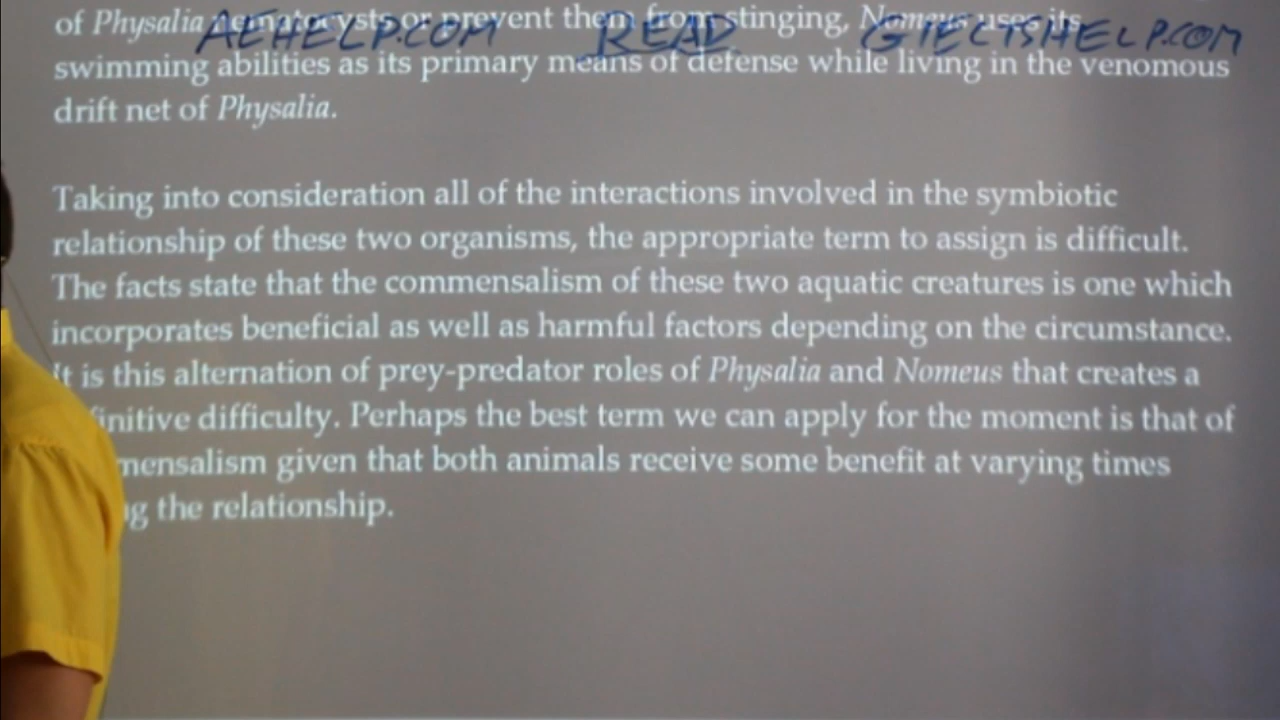 AEHELP.COM READ GIELTSHELP.COM
of Physalia nematocysts or prevent them from stinging, Nomeus uses its
swimming abilities as its primary means of defense while living in the venomous
drift net of Physalia.
Taking into consideration all of the interactions involved in the symbiotic
relationship of these two organisms, the appropriate term to assign is difficult.
The facts state that the commensalism of these two aquatic creatures is one which
incorporates beneficial as well as harmful factors depending on the circumstance.
It is this alternation of prey-predator roles of Physalia and Nomeus that creates a
finitive difficulty. Perhaps the best term we can apply for the moment is that of
mensalism given that both animals receive some benefit at varying times
g the relationship.